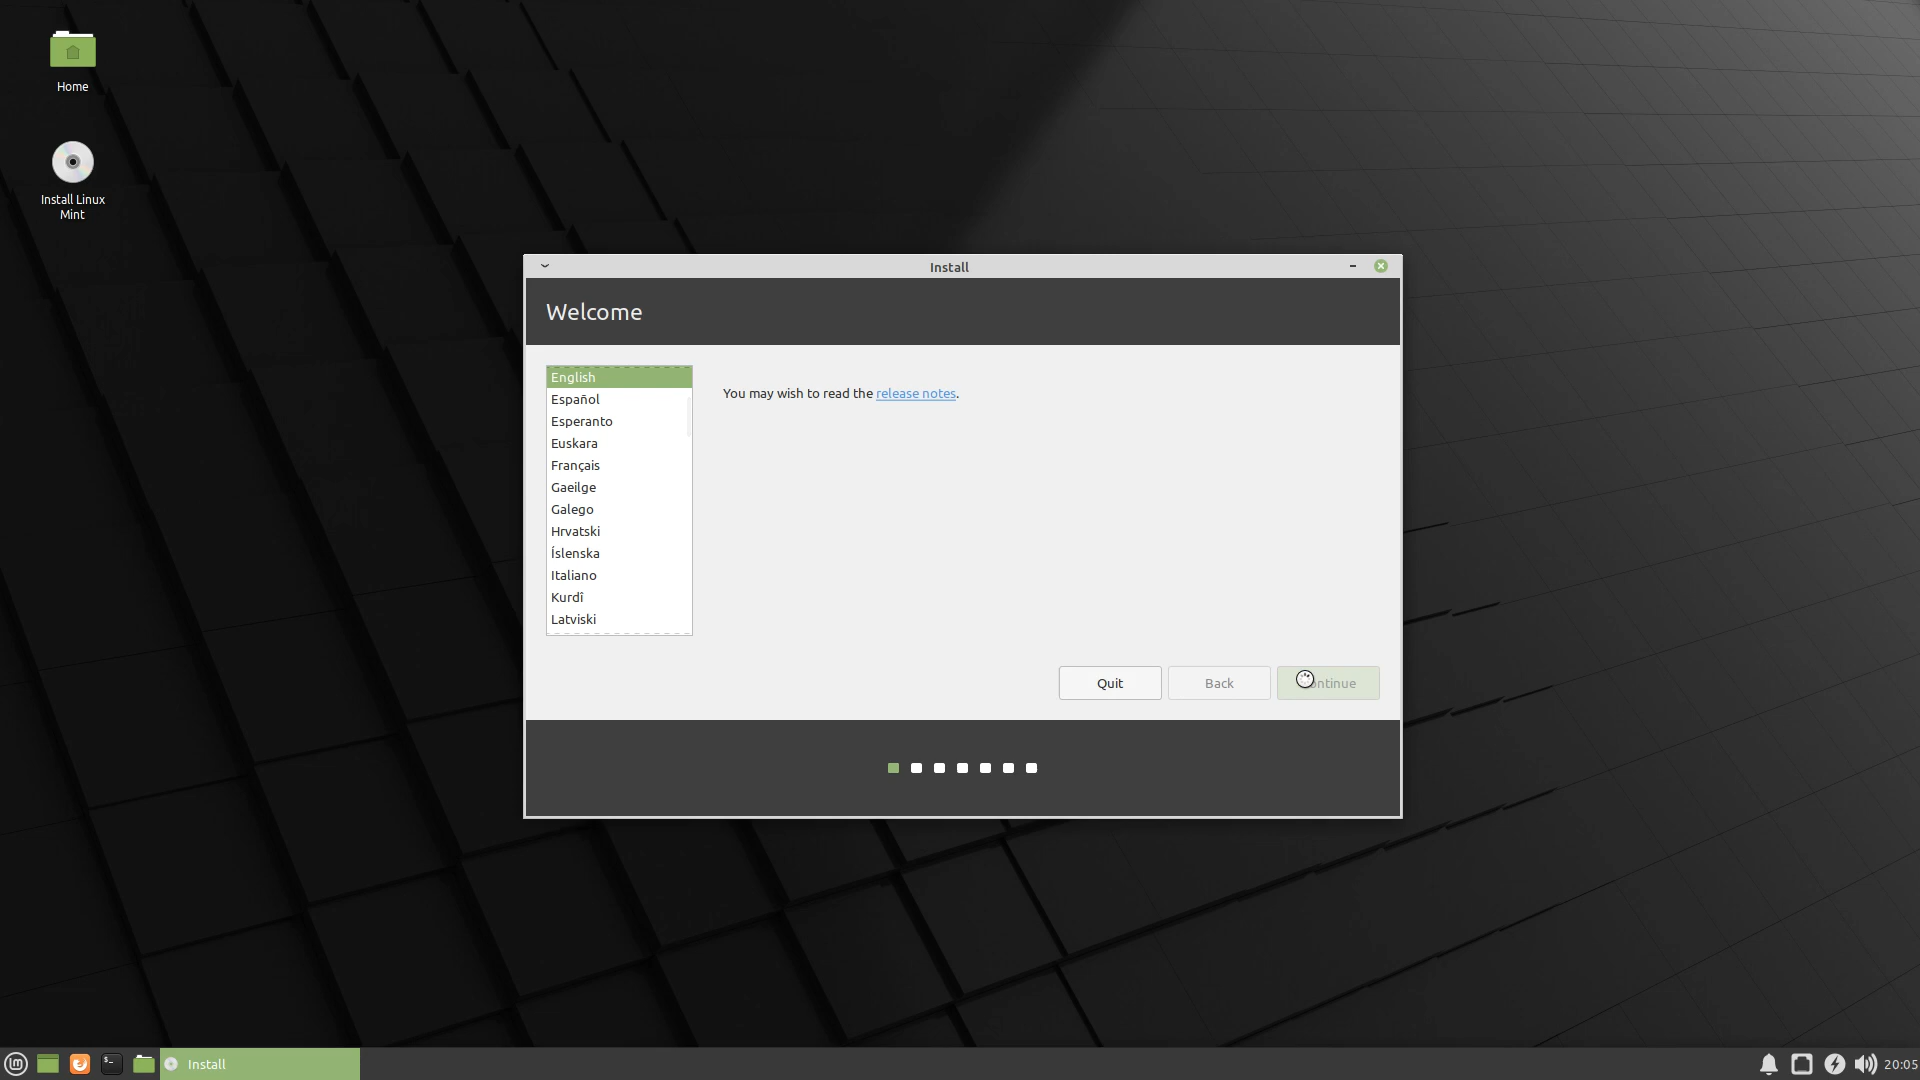 Home
Install Linux
Mint
Install
Welcome
English
Español
Esperanto
Euskara
Français
Gaeilge
Galego
Hrvatski
Íslenska
Italiano
Kurdî
Latviski
You may wish to read the release notes.
Quit
Back
ntinue
Install
20:05